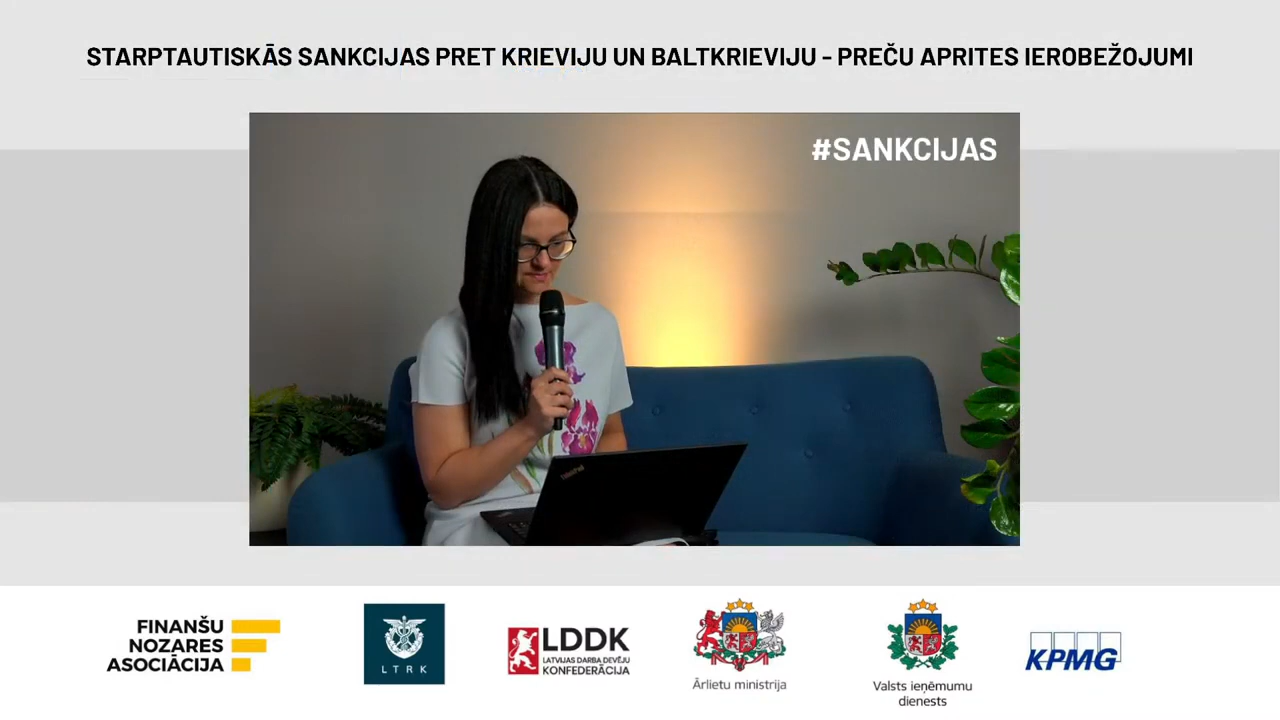 STARPTAUTISKĀS SANKCIJAS PRET KRIEVIJU UN BALTKRIEVIJU - PREČU APRITES IEROBEŽOJUMI
#SANKCIJAS
ThinkPad
FINANŠU
NOZARES
ASOCIĀCIJA
LTRK
LDDK
LATVIJAS DARBA DEVĒJU
KONFEDERĀCIJA
Ārlietu ministrija
Valsts ieņēmumu
dienests
KPMG